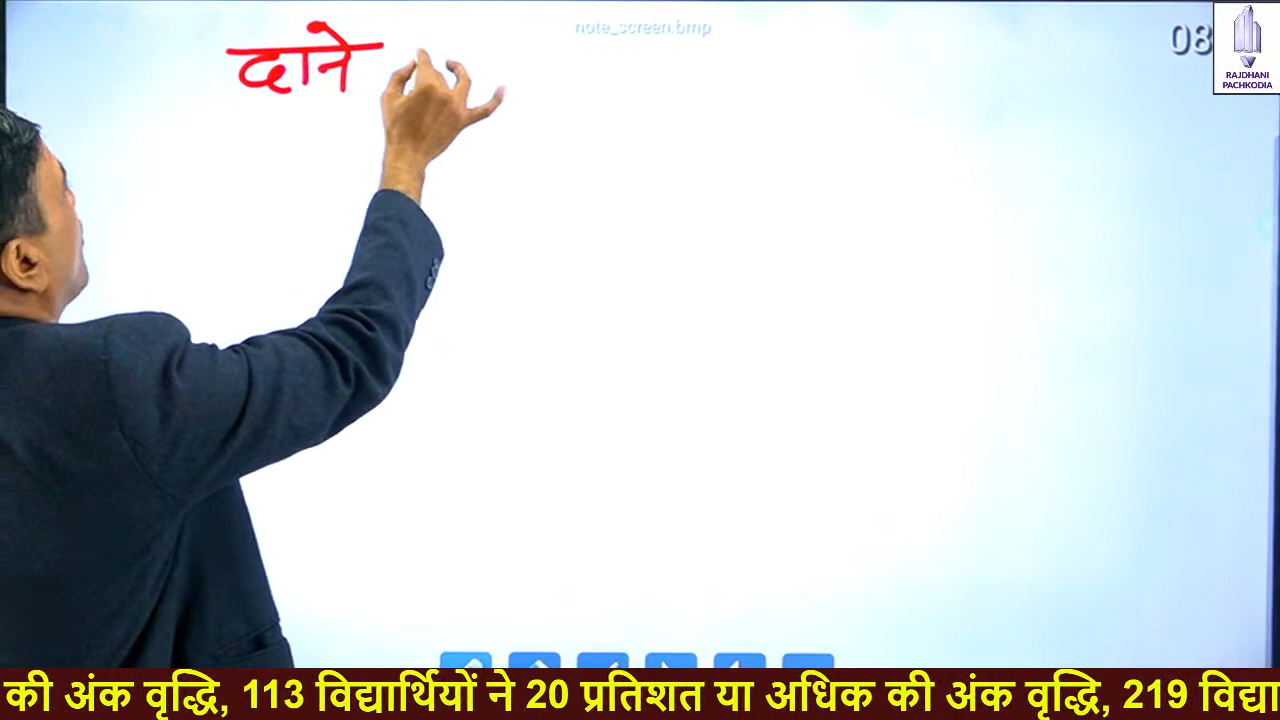 note_screen.bmp
08
दाने
RAJDHANI
PACHKODIA
की अंक वृद्धि, 113 विद्यार्थियों ने 20 प्रतिशत या अधिक की अंक वृद्धि, 219 विद्या